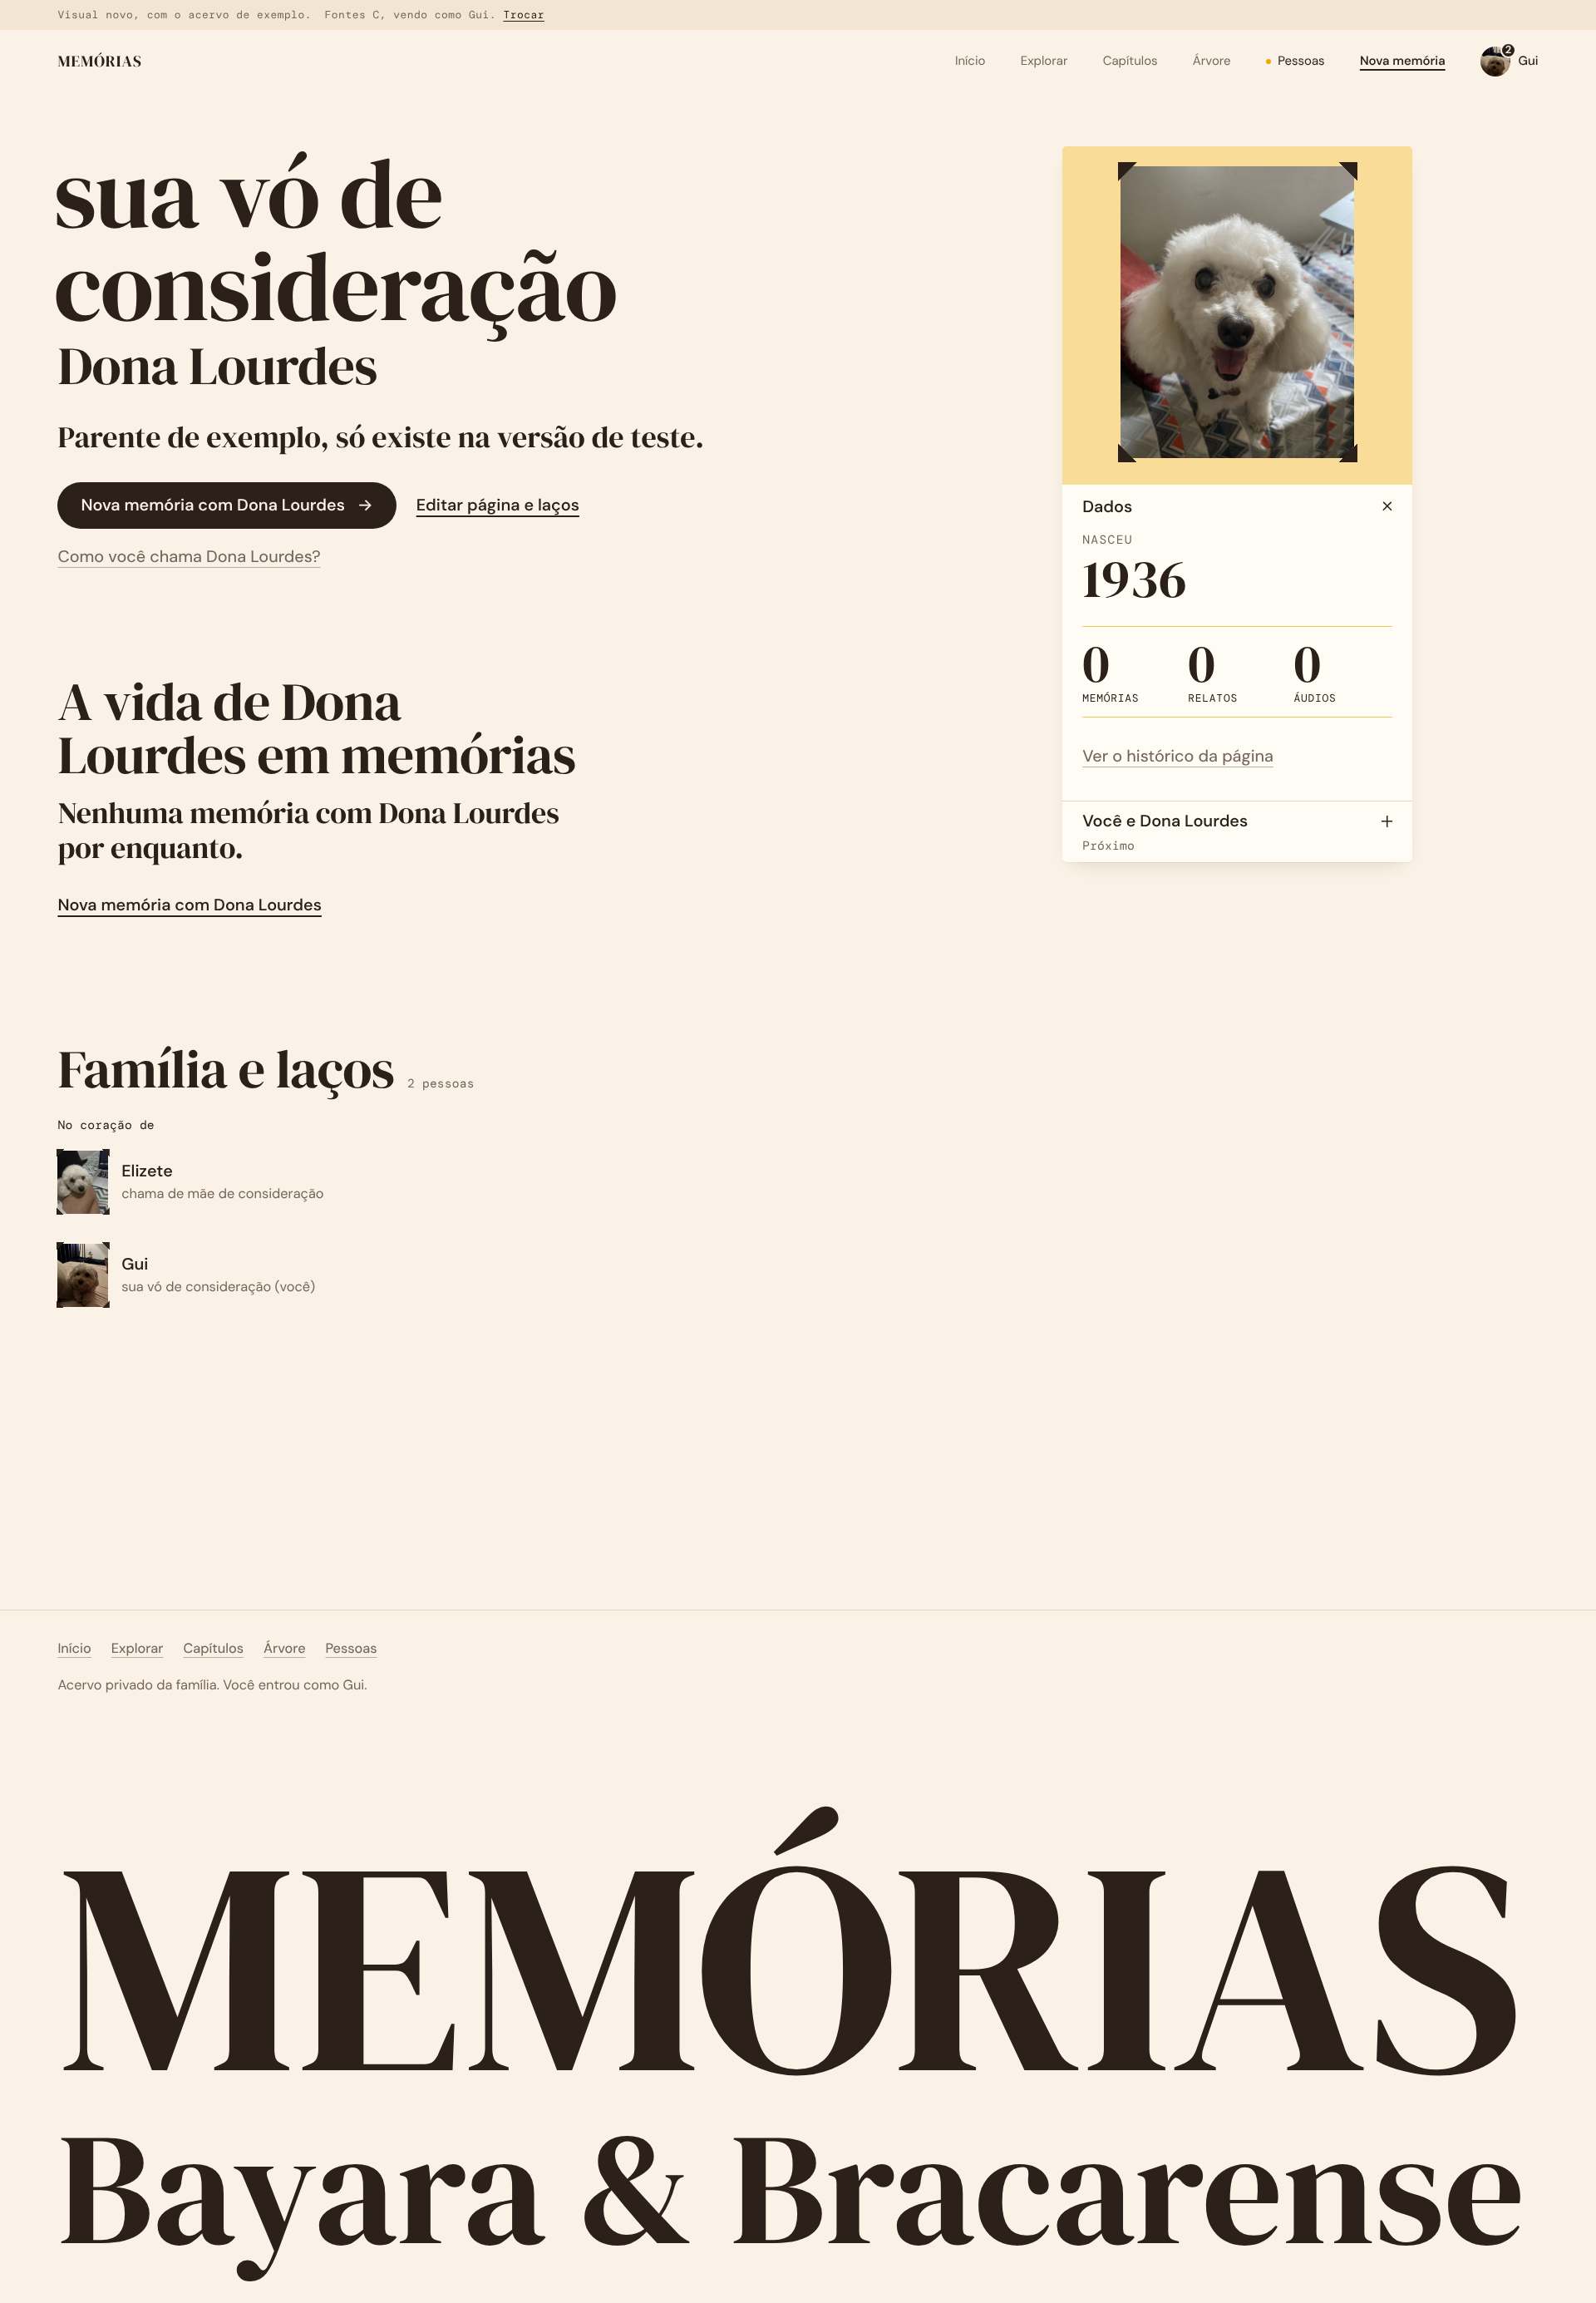 Visual novo, com o acervo de exemplo. Fontes C, vendo como Gui. Trocar
MEMÓRIAS
Início Explorar Capítulos Árvore Pessoas Nova memória 2 Gui
sua vó de
consideração
Dona Lourdes
Parente de exemplo, só existe na versão de teste.
Nova memória com Dona Lourdes → Editar página e laços
Como você chama Dona Lourdes?
Dados ×
NASCEU
1936
0 0 0
MEMÓRIAS RELATOS ÁUDIOS
Ver o histórico da página
Você e Dona Lourdes +
Próximo
A vida de Dona
Lourdes em memórias
Nenhuma memória com Dona Lourdes
por enquanto.
Nova memória com Dona Lourdes
Família e laços 2 pessoas
No coração de
Elizete
chama de mãe de consideração
Gui
sua vó de consideração (você)
Início Explorar Capítulos Árvore Pessoas
Acervo privado da família. Você entrou como Gui.
MEMÓRIAS
Bayara & Bracarense